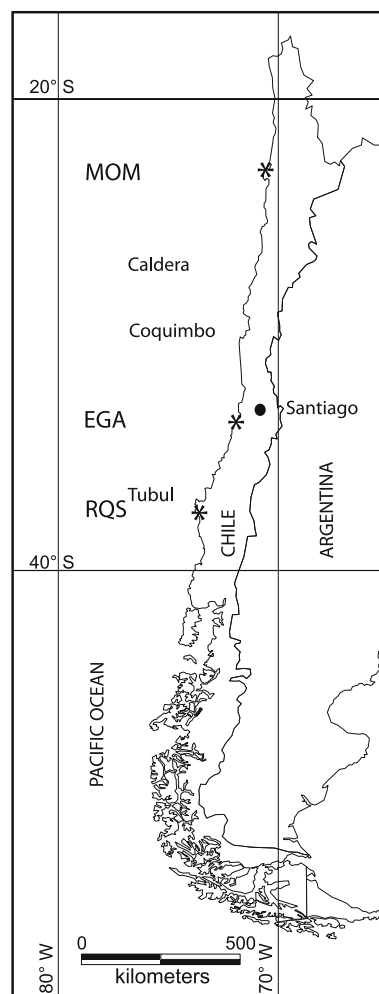 20° S
MOM
Caldera
Coquimbo
Santiago
EGA
Tubul
RQS
CHILE
ARGENTINA
40° S
PACIFIC OCEAN
0 500
kilometers
80° W
70° W